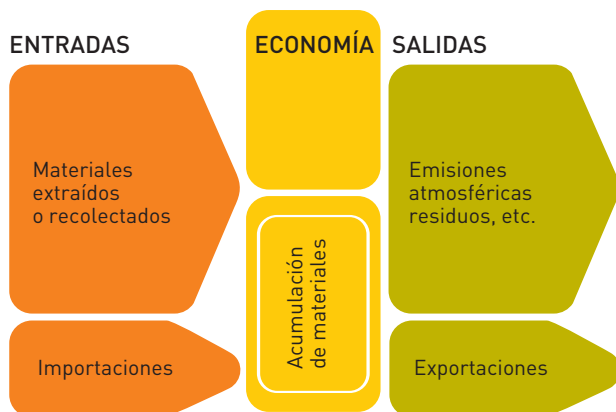 ENTRADAS
ECONOMÍA
SALIDAS
Materiales
extraídos
o recolectados
Emisiones
atmosféricas
residuos, etc.
Acumulación
de materiales
Importaciones
Exportaciones